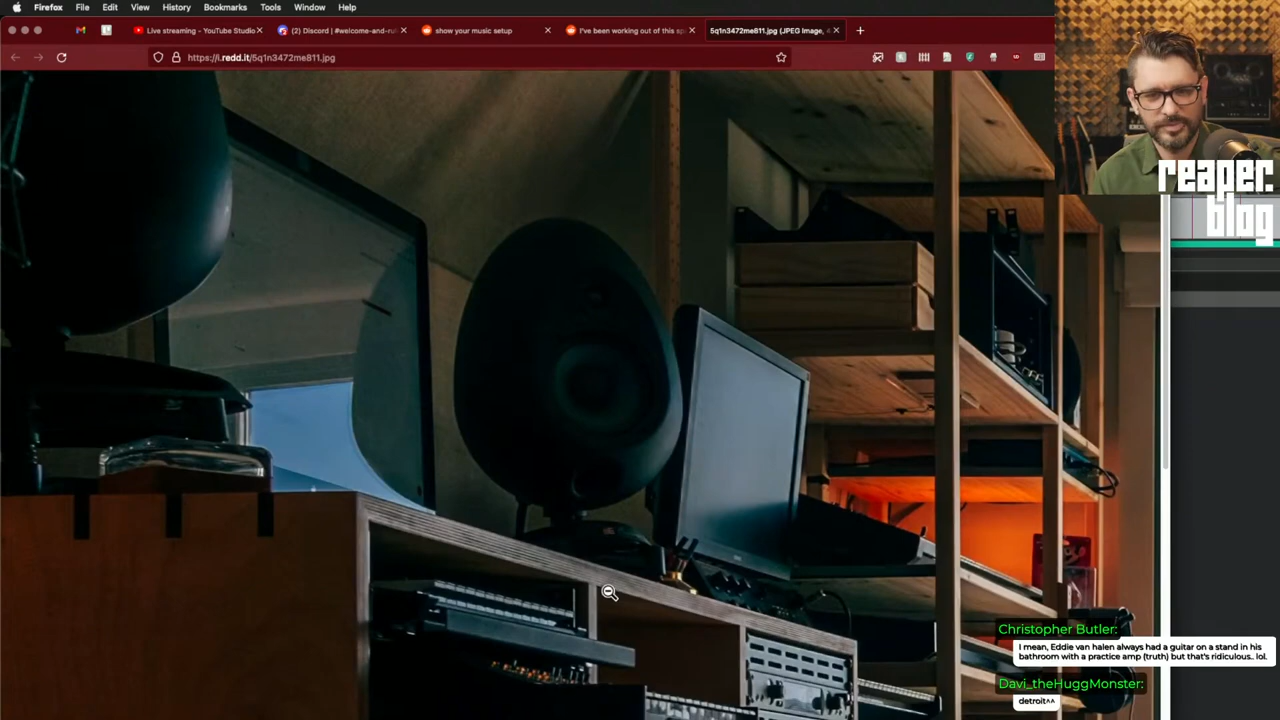 Firefox File Edit View History Bookmarks Tools Window Help
Live streaming - YouTube Studio
(2) Discord | #welcome-and-rul
show your music setup
I've been working out of this sp
5q1n3472me811.jpg (JPEG Image, 4
https://i.redd.it/5q1n3472me811.jpg
reaper.
blog
Christopher Butler:
I mean, Eddie van halen always had a guitar on a stand in his
bathroom with a practice amp (truth) but that's ridiculous.. lol.
Davi_theHuggMonster:
detroit^^